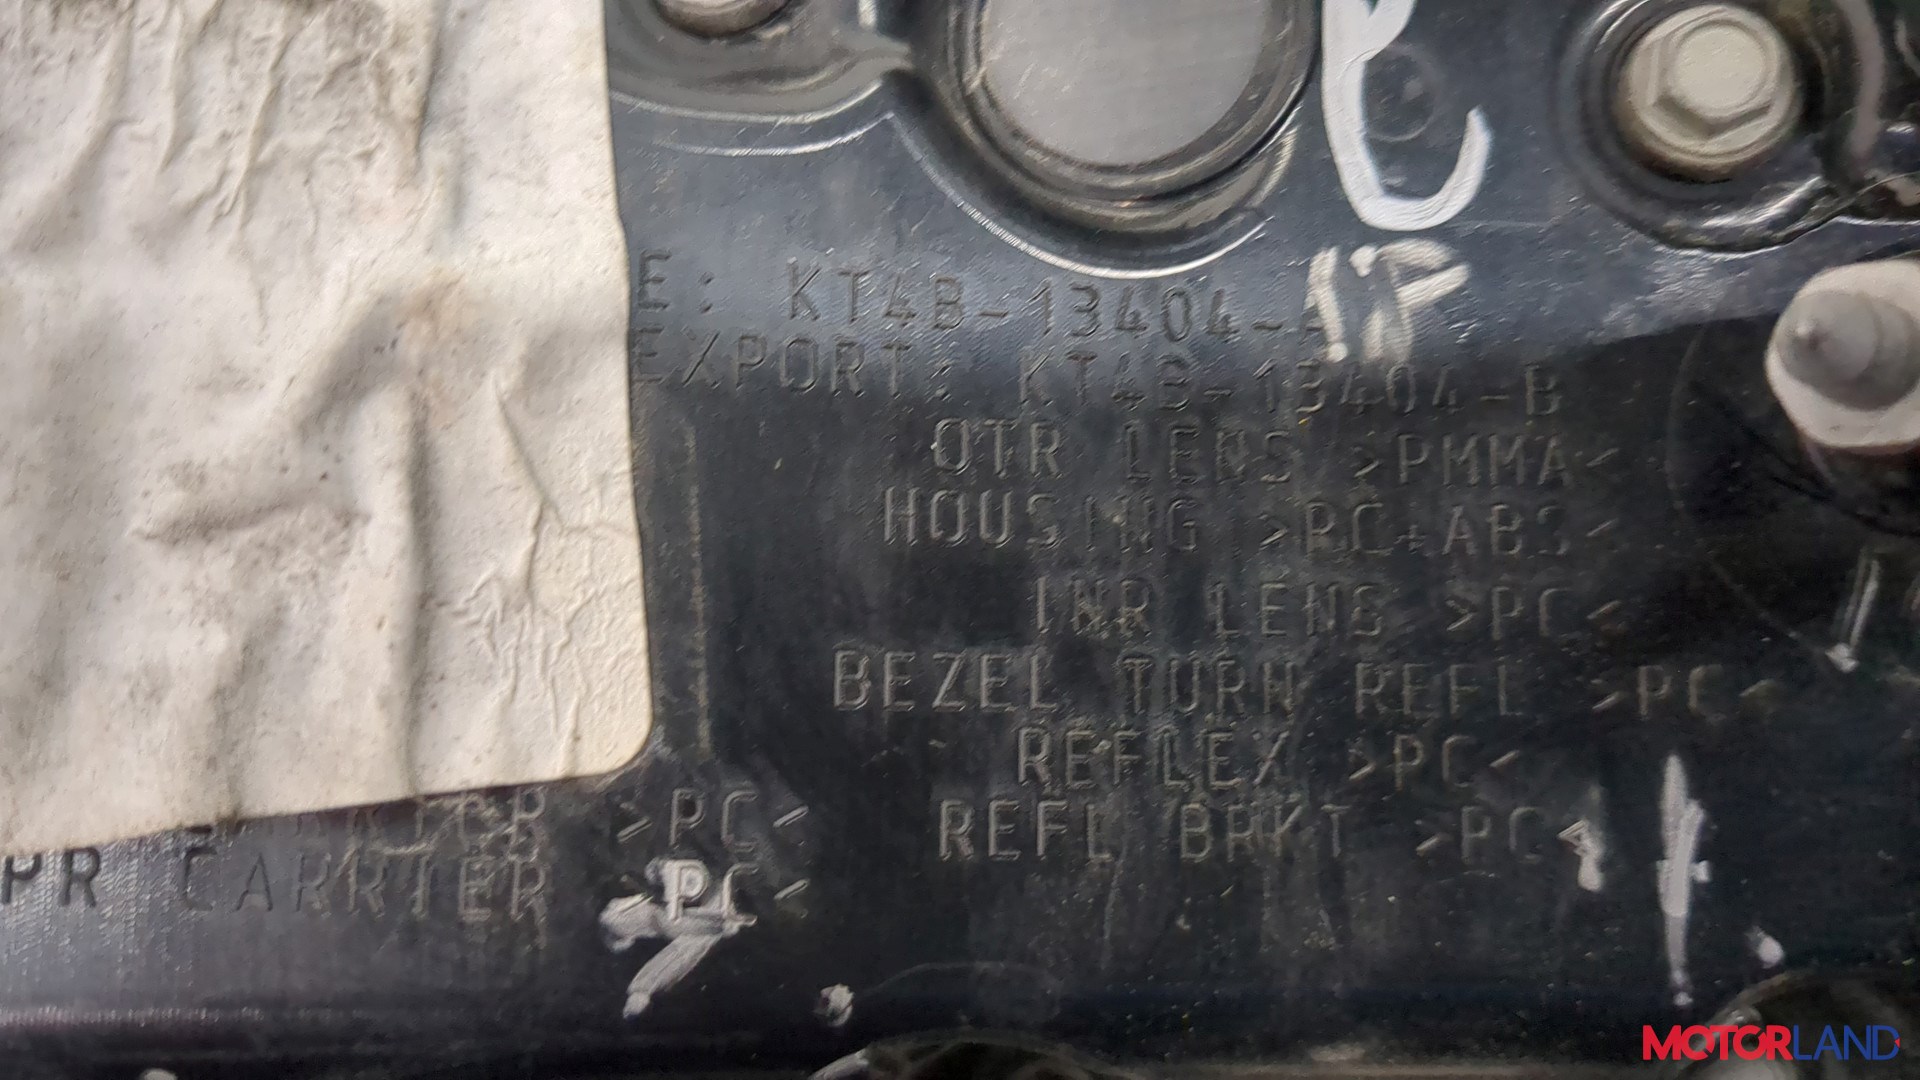 E: KT4B-13404-A
EXPORT: KT4B-13404-B
OTR LENS >PMMA<
HOUSING >PC+ABS<
INR LENS >PC<
BEZEL TURN REFL >PC<
REFLEX >PC<
>PC< REFL BRKT >PC<
PR CARRIER >PC<
MOTORLAND